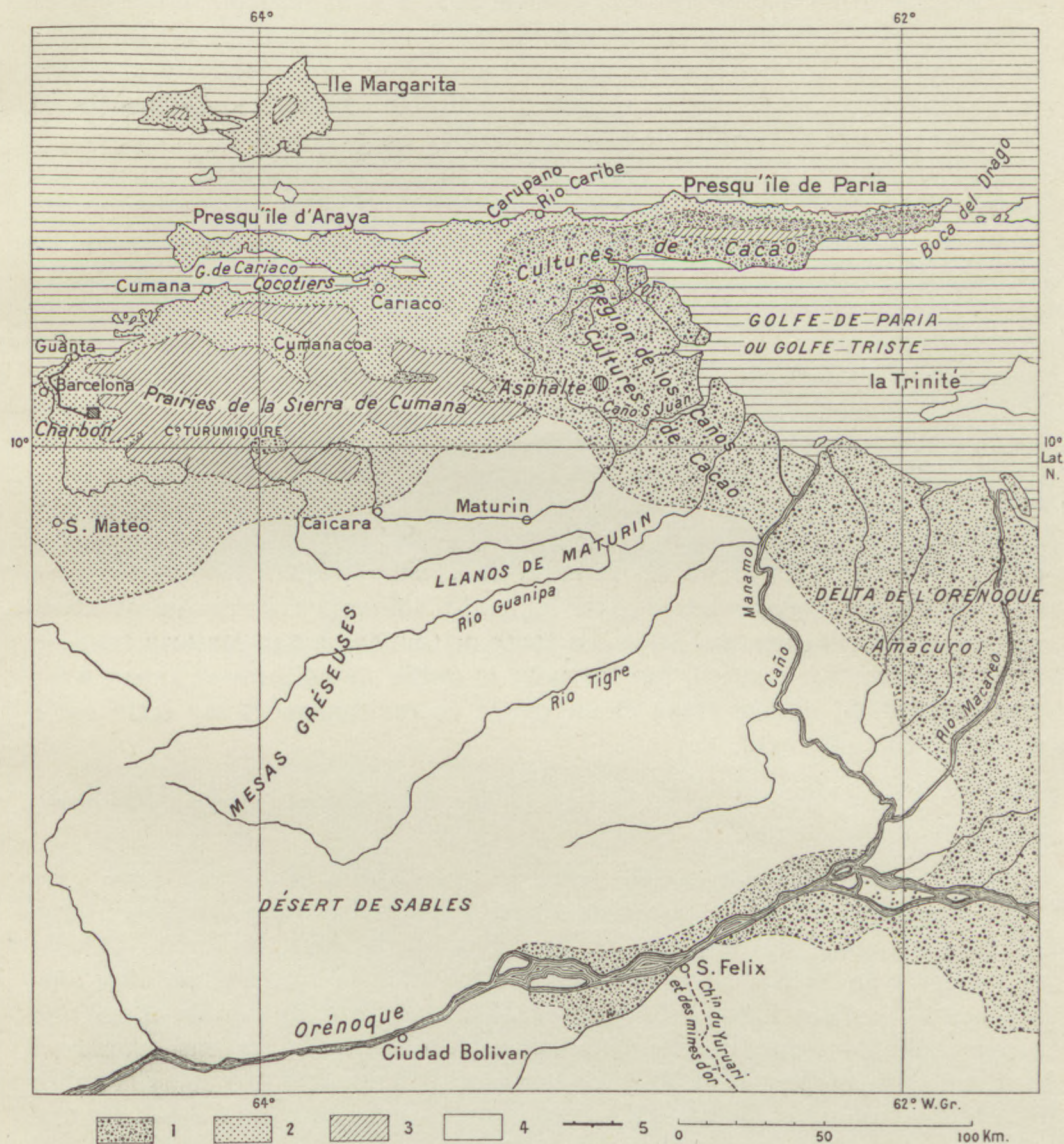 64°
62°
Ile Margarita
Carupano
Rio Caribe
Presqu'île de Paria
Boca del Drago
Presqu'île d'Araya
Cultures de Cacao
G. de Cariaco
Cocotiers
Cumana
Cariaco
Région de los Caños
GOLFE DE PARIA
OU GOLFE TRISTE
Guanta
Cumanacoa
Cultures de Cacao
la Trinité
Barcelona
Asphalte
Prairies de la Sierra de Cumana
Caño S. Juan
Charbon
Cº TURUMIQUIRE
10°
10°
Lat.
N.
S. Mateo
Caïcara
Maturin
LLANOS DE MATURIN
Manamo
Rio Guanipa
DELTA DE L'ORENOQUE
(Amacuro)
MESAS GRÉSEUSES
Caño
Rio Tigre
Rio Macareo
DÉSERT DE SABLES
S. Felix
Chin du Yuruari
et des mines d'or
Orénoque
Ciudad Bolivar
64°
62° W.Gr.
1 2 3 4 5
0 50 100 Km.